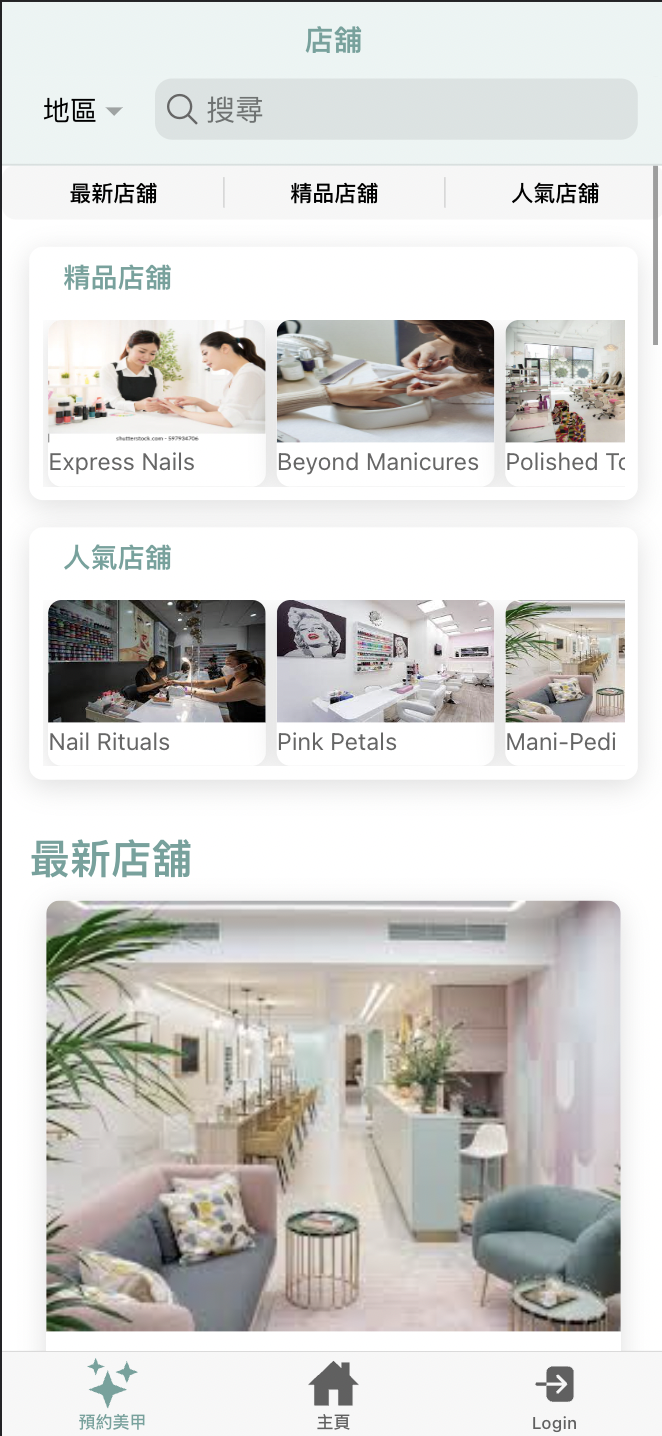 店舖
地區
搜尋
最新店舖
精品店舖
人氣店舖
精品店舖
shutterstock.com · 597934706
Express Nails
Beyond Manicures
Polished
人氣店舖
Nail Rituals
Pink Petals
Mani-Pedi
最新店舖
預約美甲
主頁
Login